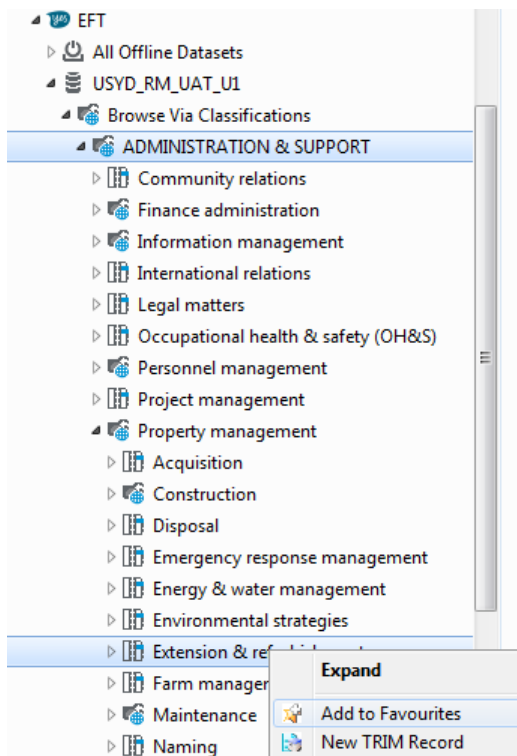 yes EFT
All Offline Datasets
USYD_RM_UAT_U1
Browse Via Classifications
ADMINISTRATION & SUPPORT
Community relations
Finance administration
Information management
International relations
Legal matters
Occupational health & safety (OH&S)
Personnel management
Project management
Property management
Acquisition
Construction
Disposal
Emergency response management
Energy & water management
Environmental strategies
Extension &
Expand
Farm
Add to Favourites
Maintenance
New TRIM Record
Naming